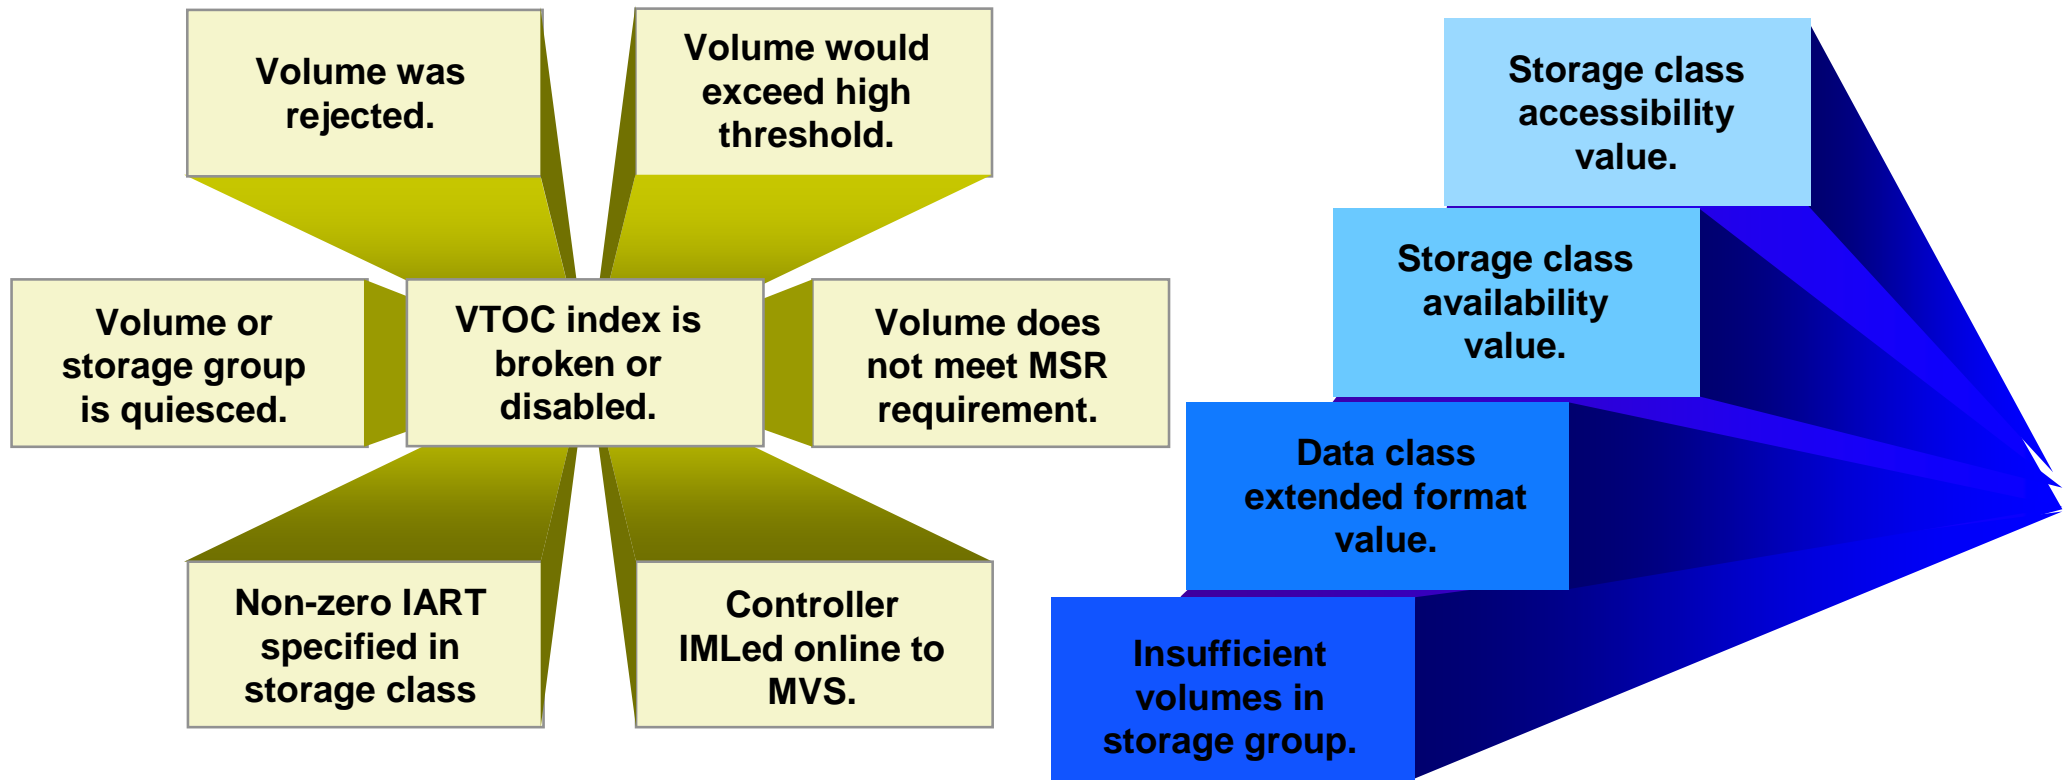 Volume was
rejected.
Volume would
exceed high
threshold.
Volume or
storage group
is quiesced.
VTOC index is
broken or
disabled.
Volume does
not meet MSR
requirement.
Non-zero IART
specified in
storage class
Controller
IMLed online to
MVS.
Storage class
accessibility
value.
Storage class
availability
value.
Data class
extended format
value.
Insufficient
volumes in
storage group.